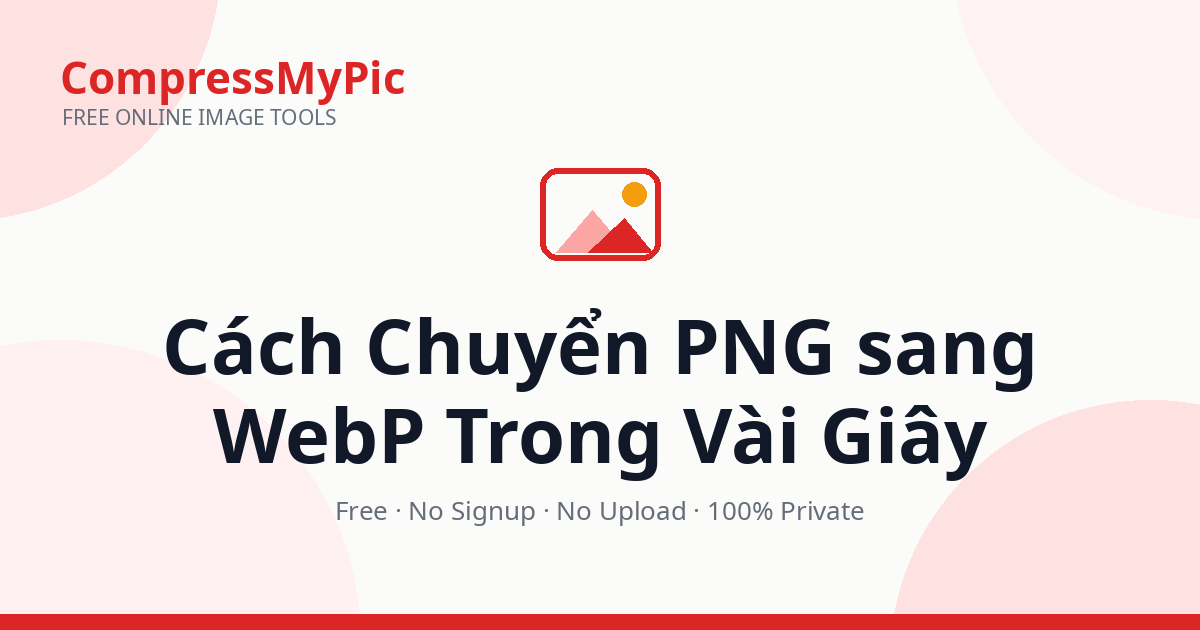 CompressMyPic
FREE ONLINE IMAGE TOOLS
Cách Chuyển PNG sang
WebP Trong Vài Giây
Free · No Signup · No Upload · 100% Private